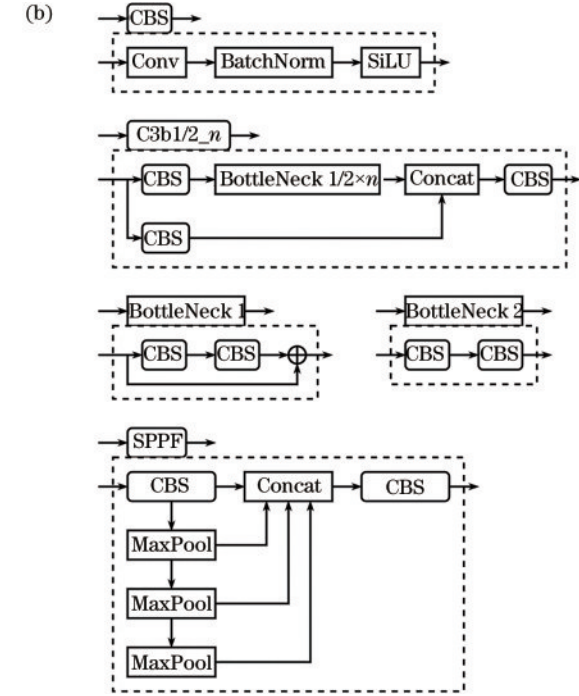 (b)
CBS
Conv BatchNorm SiLU
C3b1/2_n
CBS BottleNeck 1/2×n Concat CBS
CBS
BottleNeck 1 BottleNeck 2
CBS CBS CBS CBS
SPPF
CBS Concat CBS
MaxPool
MaxPool
MaxPool